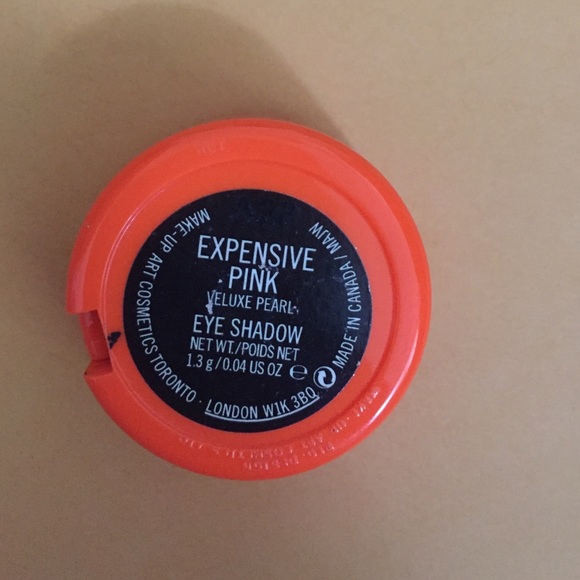 EXPENSIVE
PINK
VELUXE PEARL
EYE SHADOW
NET WT./POIDS NET
1.3 g / 0.04 US OZ ℮
MAKE-UP ART COSMETICS TORONTO · LONDON W1K 3BQ
MADE IN CANADA / MAJW